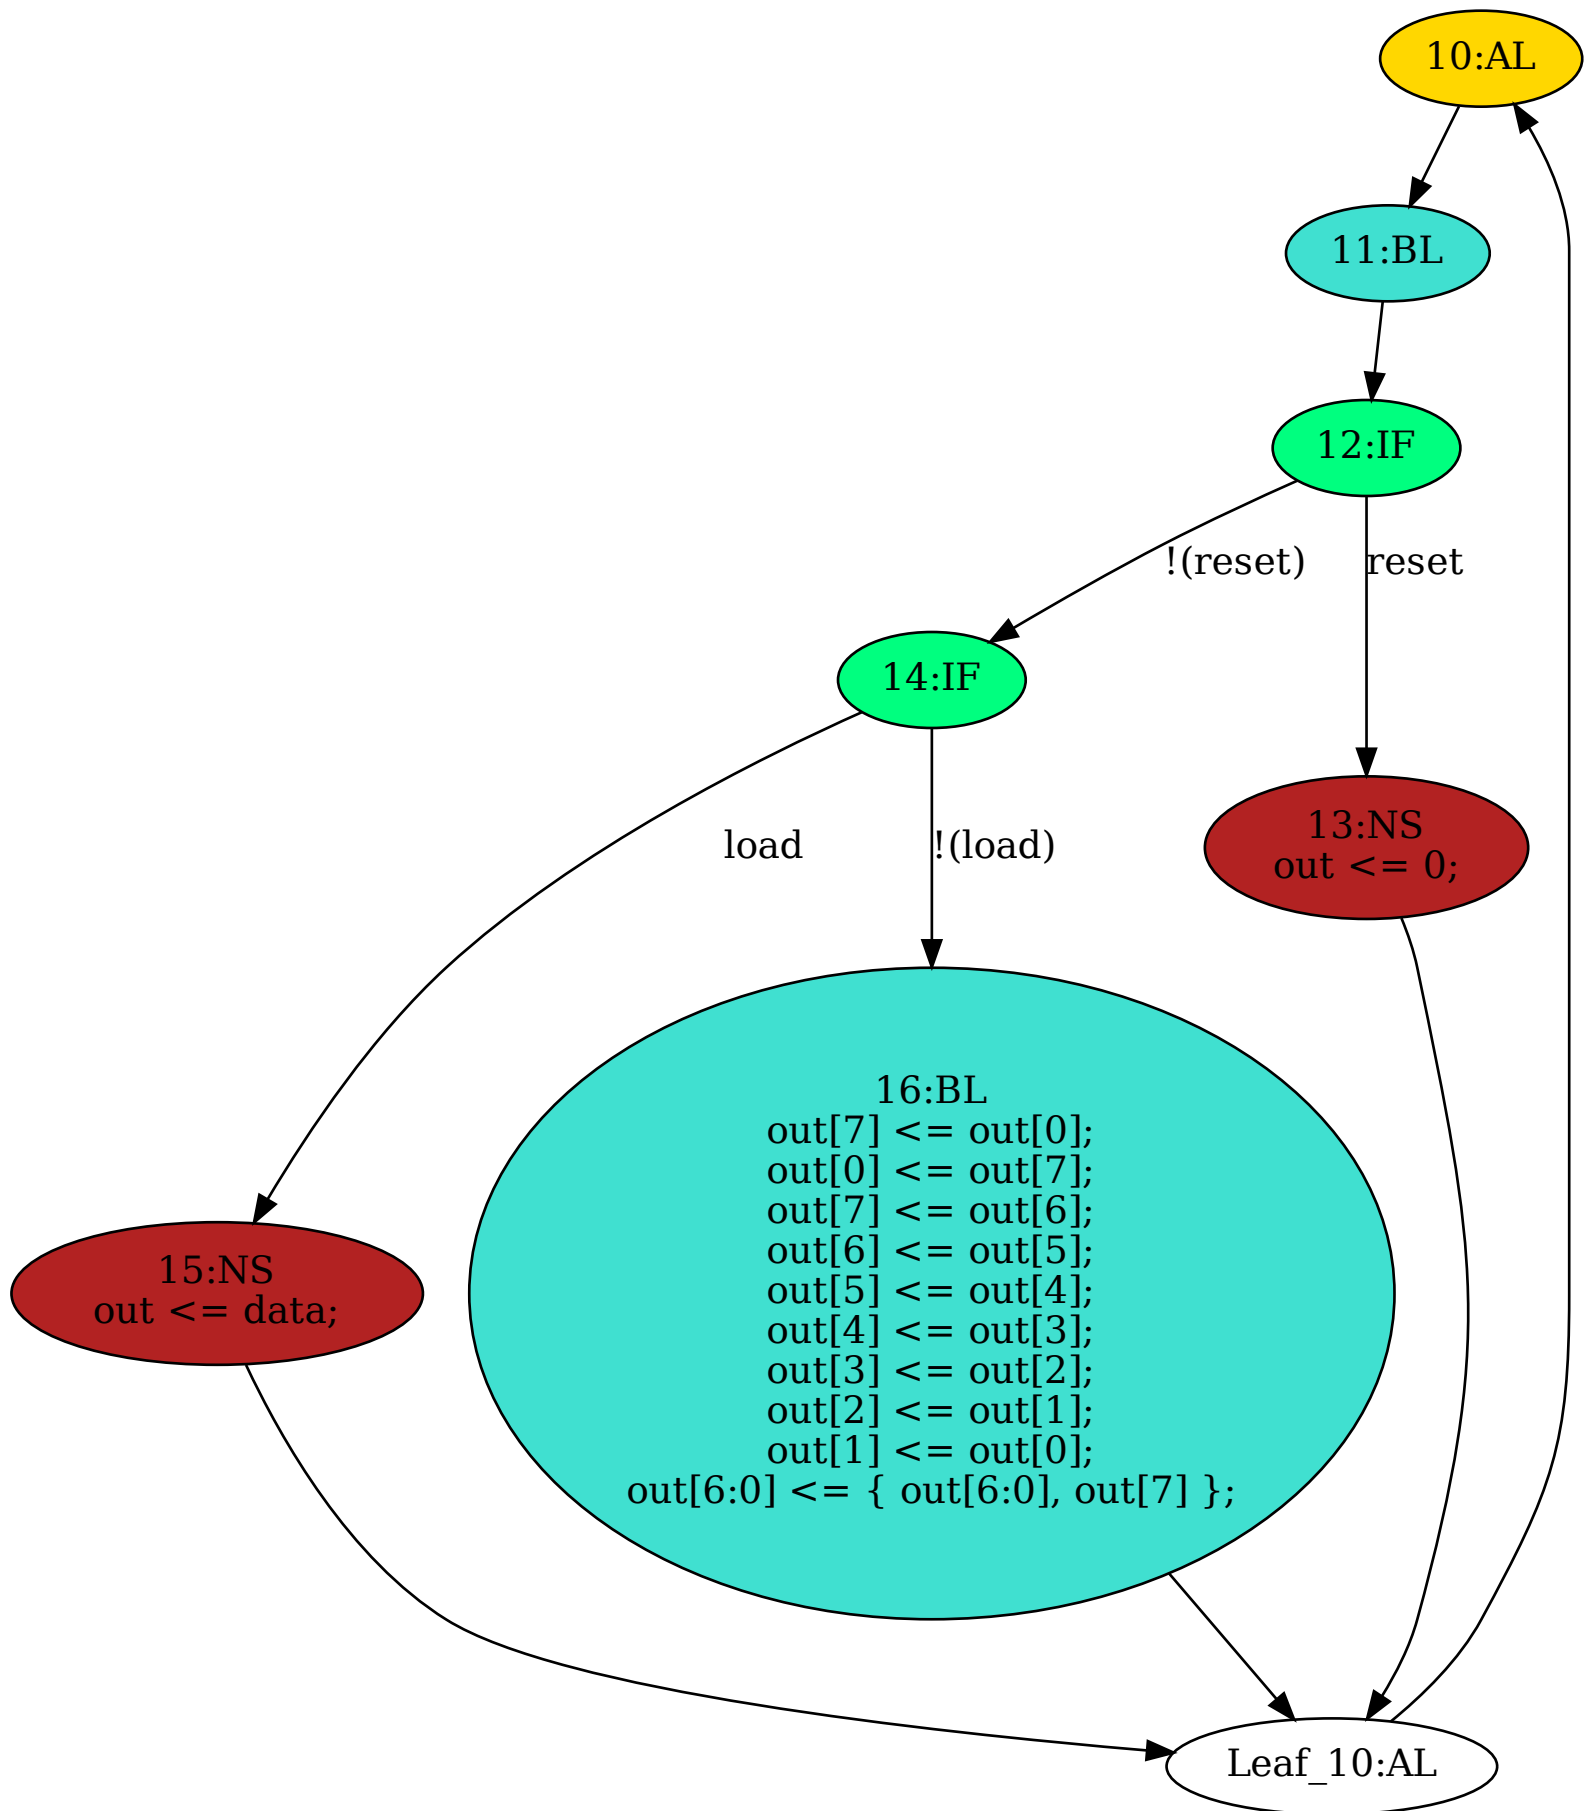 10:AL
11:BL
12:IF
!(reset)
reset
14:IF
13:NS
out <= 0;
load
!(load)
16:BL
out[7] <= out[0];
out[0] <= out[7];
out[7] <= out[6];
out[6] <= out[5];
out[5] <= out[4];
out[4] <= out[3];
out[3] <= out[2];
out[2] <= out[1];
out[1] <= out[0];
out[6:0] <= { out[6:0], out[7] };
15:NS
out <= data;
Leaf_10:AL